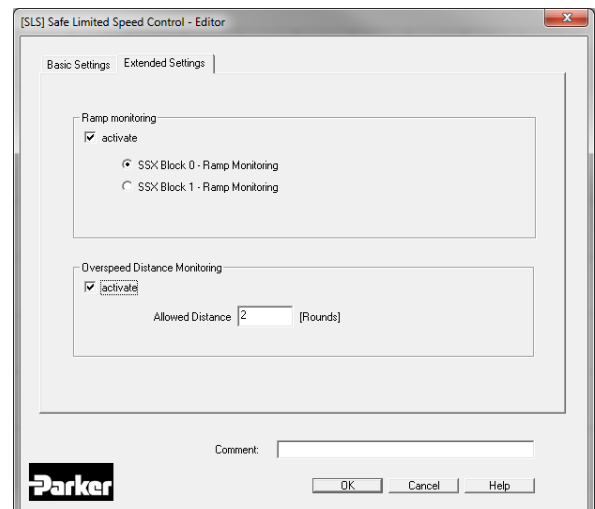 [SLS] Safe Limited Speed Control - Editor
Basic Settings Extended Settings
Ramp monitoring
activate
SSX Block 0 - Ramp Monitoring
SSX Block 1 - Ramp Monitoring
Overspeed Distance Monitoring
activate
Allowed Distance 2 [Rounds]
Comment:
Parker OK Cancel Help